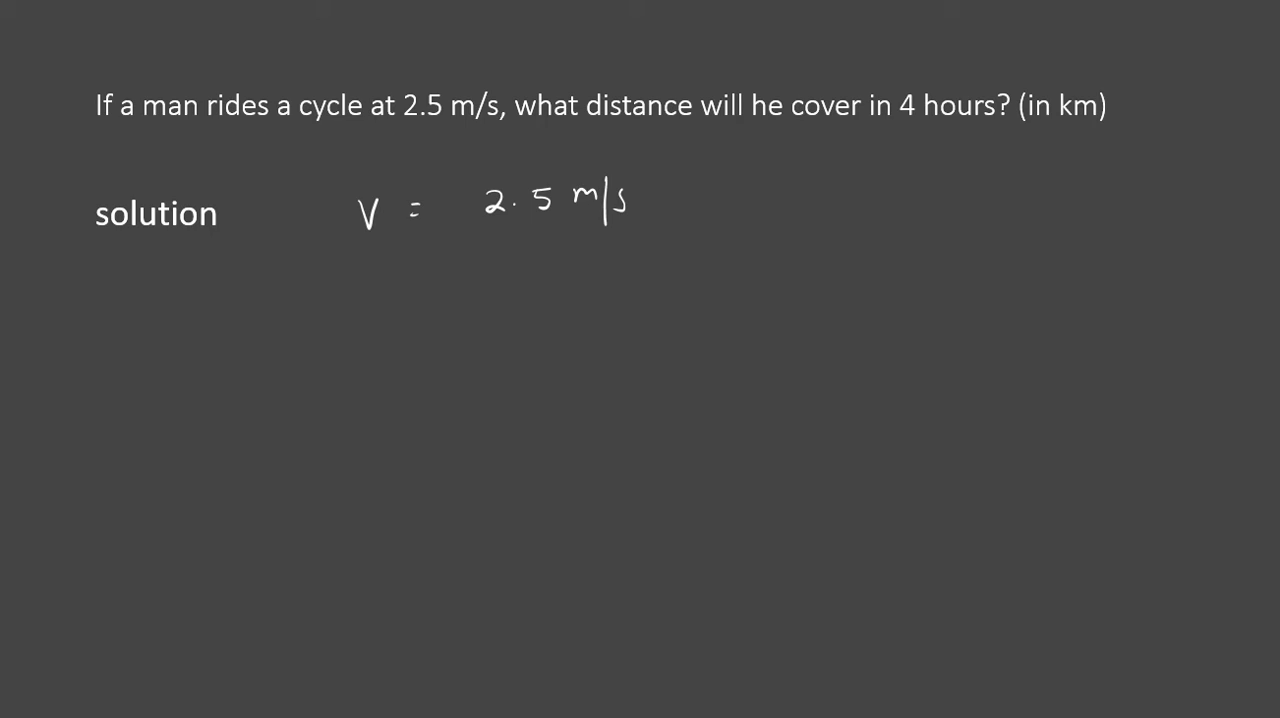 If a man rides a cycle at 2.5 m/s, what distance will he cover in 4 hours? (in km)
solution V = 2.5 m/s